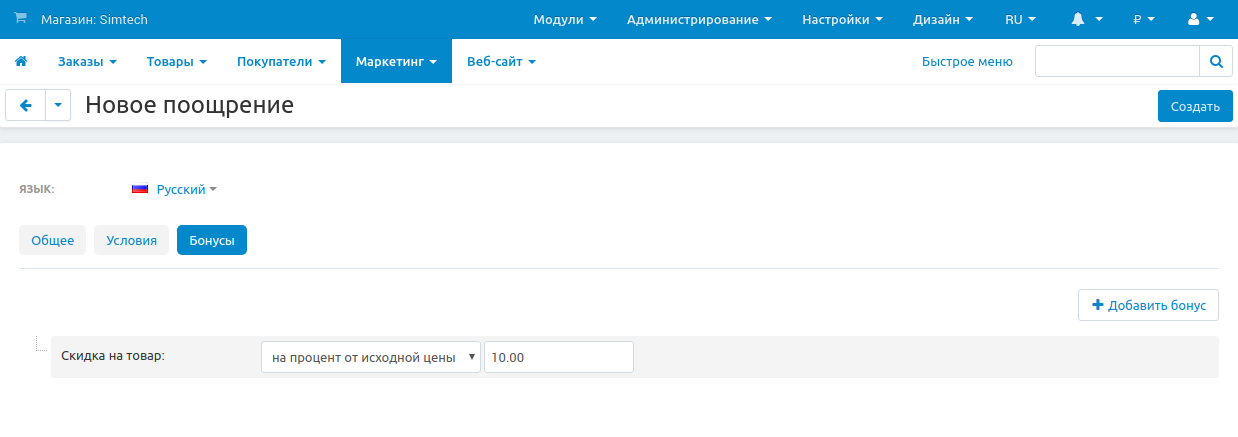 Магазин: Simtech Модули Администрирование Настройки Дизайн RU ₽
Заказы Товары Покупатели Маркетинг Веб-сайт Быстрое меню
Новое поощрение Создать
ЯЗЫК: Русский
Общее Условия Бонусы
Добавить бонус
Скидка на товар: на процент от исходной цены 10.00